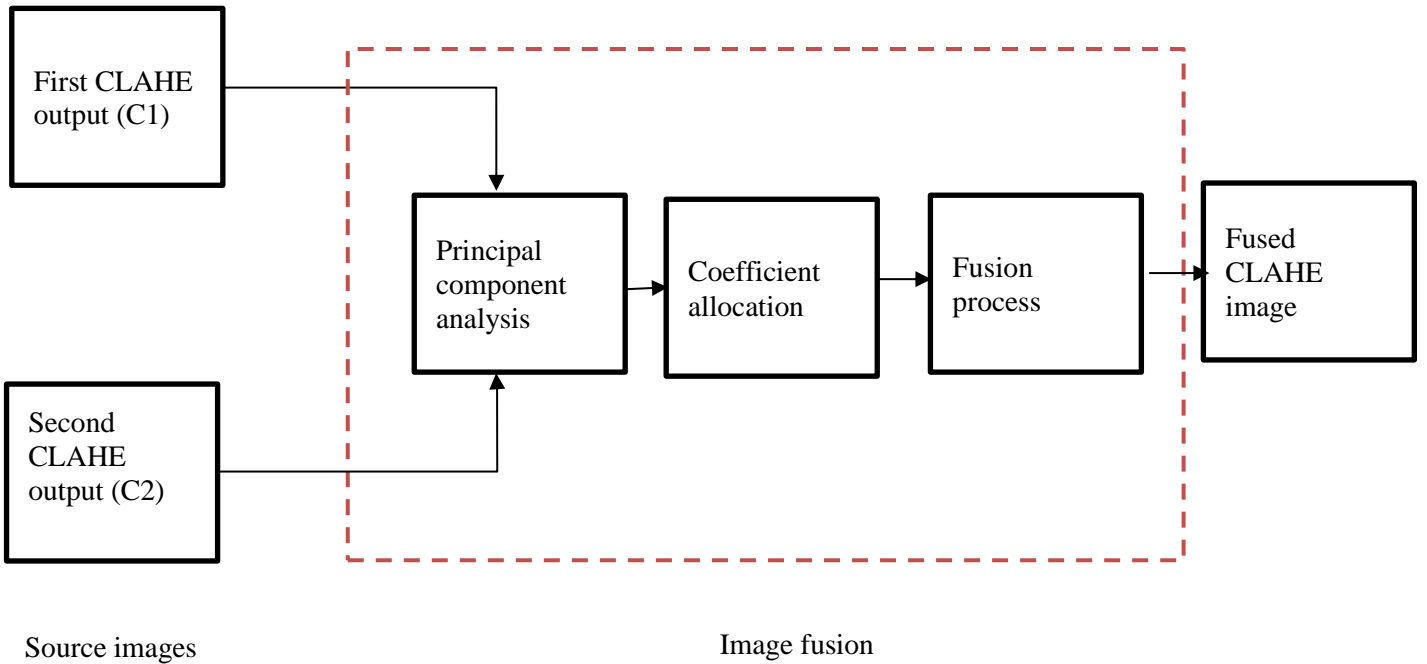 First CLAHE
output (C1)
Principal
component
analysis
Coefficient
allocation
Fusion
process
Fused
CLAHE
image
Second
CLAHE
output (C2)
Source images
Image fusion